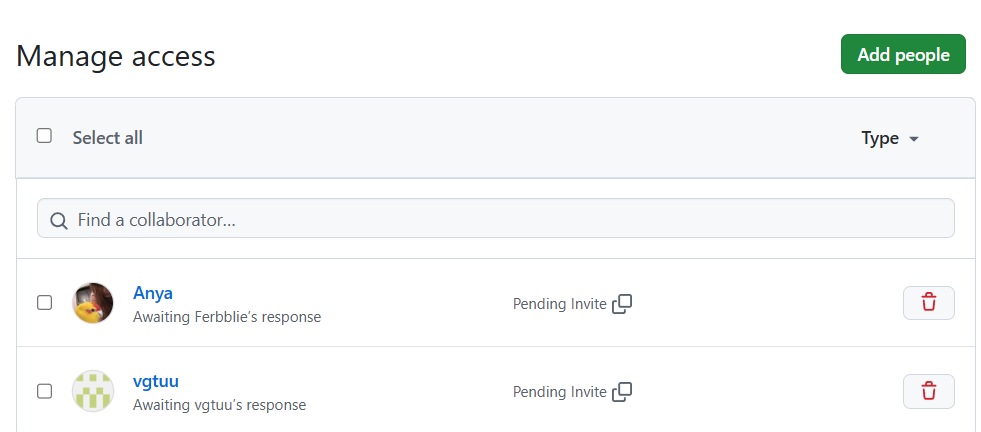 Manage access
Add people
Select all
Type
Find a collaborator...
Anya
Awaiting Ferbblie's response
Pending Invite
vgtuu
Awaiting vgtuu's response
Pending Invite